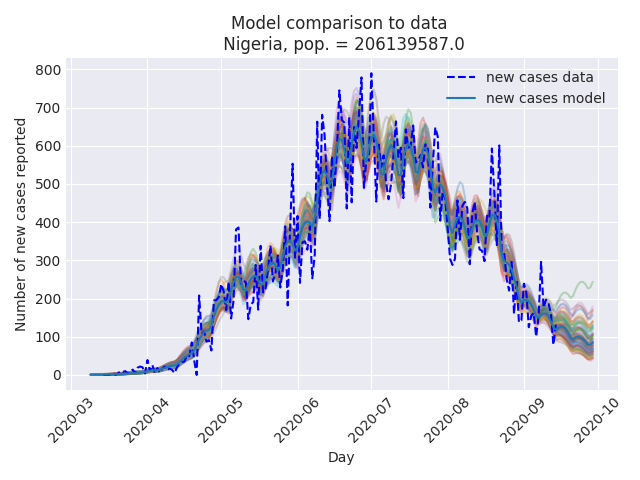 Model comparison to data
Nigeria, pop. = 206139587.0
new cases data
new cases model
Number of new cases reported
800
700
600
500
400
300
200
100
0
2020-03
2020-04
2020-05
2020-06
2020-07
2020-08
2020-09
2020-10
Day